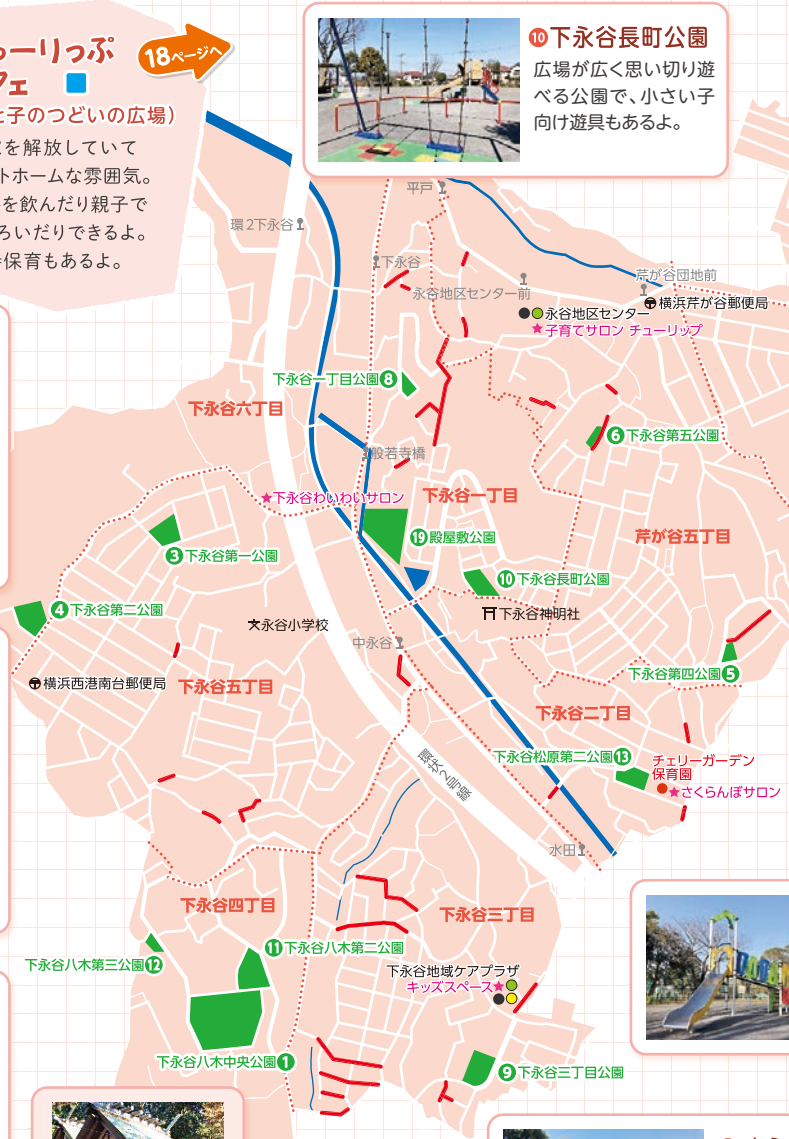 ゅーりっぷ
フェ
18ページへ
と子のつどいの広場）
を解放していて
トホームな雰囲気。
を飲んだり親子で
ろいだりできるよ。
保育もあるよ。
⑩下永谷長町公園
広場が広く思い切り遊
べる公園で、小さい子
向け遊具もあるよ。
平戸
環2下永谷
下永谷
永谷地区センター前
芹が谷団地前
横浜芹が谷郵便局
永谷地区センター
★子育てサロン チューリップ
下永谷一丁目公園⑧
下永谷六丁目
⑥下永谷第五公園
般若寺橋
★下永谷わいわいサロン
下永谷一丁目
⑲殿屋敷公園
芹が谷五丁目
③下永谷第一公園
⑩下永谷長町公園
④下永谷第二公園
下永谷神明社
文永谷小学校
中永谷
下永谷第四公園⑤
横浜西港南台郵便局
下永谷五丁目
下永谷二丁目
環状2号線
下永谷松原第二公園⑬
チェリーガーデン
保育園
★さくらんぼサロン
水田
下永谷四丁目
下永谷三丁目
⑪下永谷八木第二公園
下永谷八木第三公園⑫
下永谷地域ケアプラザ
キッズスペース★
下永谷八木中央公園①
⑨下永谷三丁目公園